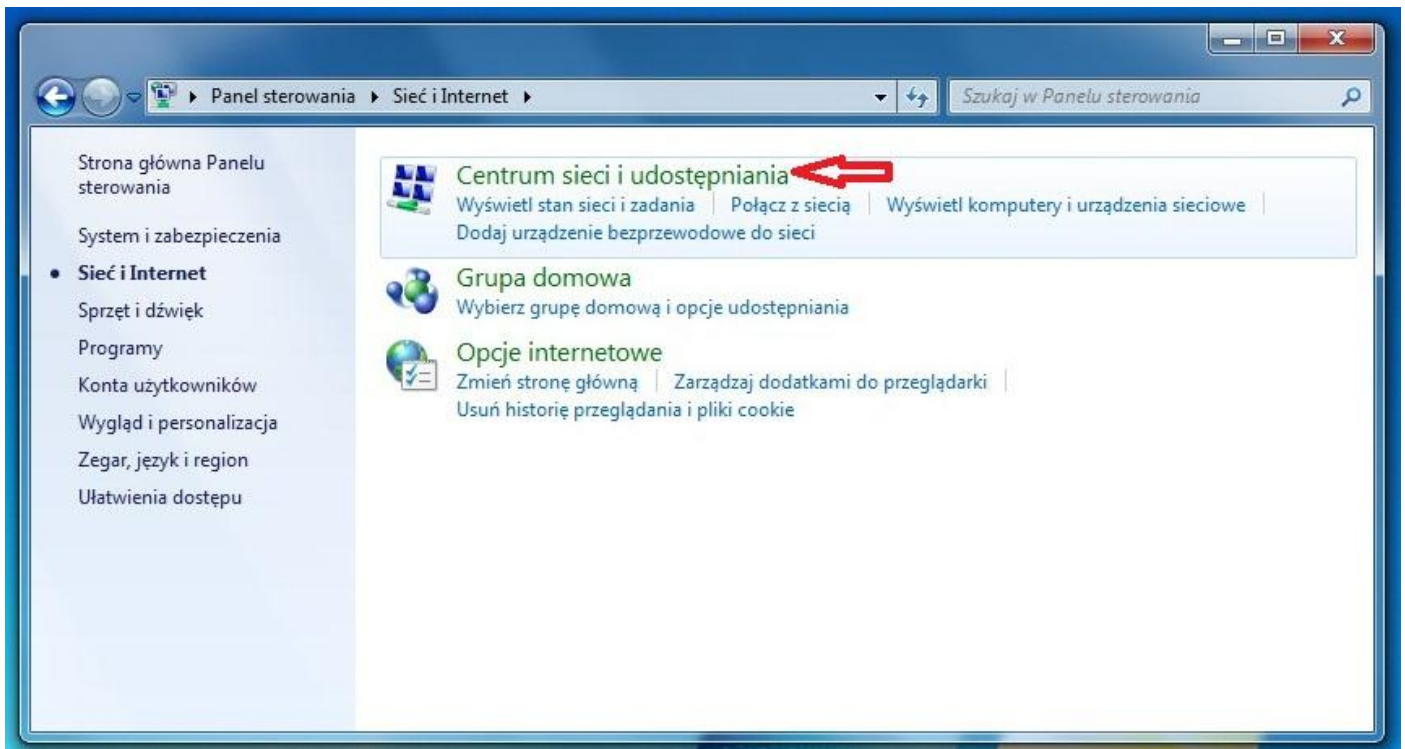 Panel sterowania Sieć i Internet
Szukaj w Panelu sterowania
Strona główna Panelu
sterowania
System i zabezpieczenia
Sieć i Internet
Sprzęt i dźwięk
Programy
Konta użytkowników
Wygląd i personalizacja
Zegar, język i region
Ułatwienia dostępu
Centrum sieci i udostępniania
Wyświetl stan sieci i zadania Połącz z siecią Wyświetl komputery i urządzenia sieciowe
Dodaj urządzenie bezprzewodowe do sieci
Grupa domowa
Wybierz grupę domową i opcje udostępniania
Opcje internetowe
Zmień stronę główną Zarządzaj dodatkami do przeglądarki
Usuń historię przeglądania i pliki cookie